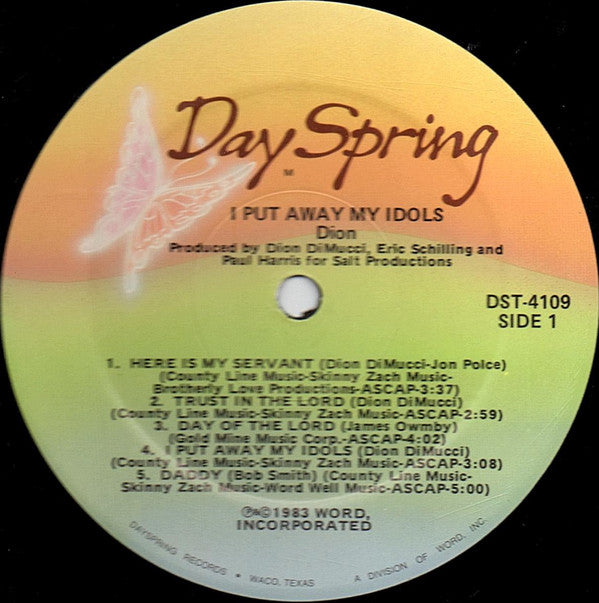 DaySpring
M
I PUT AWAY MY IDOLS
Dion
Produced by Dion DiMucci, Eric Schilling and
Paul Harris for Salt Productions
DST-4109
SIDE 1
1. HERE IS MY SERVANT (Dion DiMucci-Jon Polce)
(County Line Music-Skinny Zach Music-
Brotherly Love Productions-ASCAP-3:37)
2. TRUST IN THE LORD (Dion DiMucci)
(County Line Music-Skinny Zach Music-ASCAP-2:59)
3. DAY OF THE LORD (James Ownby)
(Gold Mine Music Corp.-ASCAP-4:02)
4. I PUT AWAY MY IDOLS (Dion DiMucci)
(County Line Music-Skinny Zach Music-ASCAP-3:08)
5. DADDY (Bob Smith) (County Line Music-
Skinny Zach Music-Word Well Music-ASCAP-5:00)
℗&©1983 WORD,
INCORPORATED
DAYSPRING RECORDS • WACO, TEXAS A DIVISION OF WORD, INC.